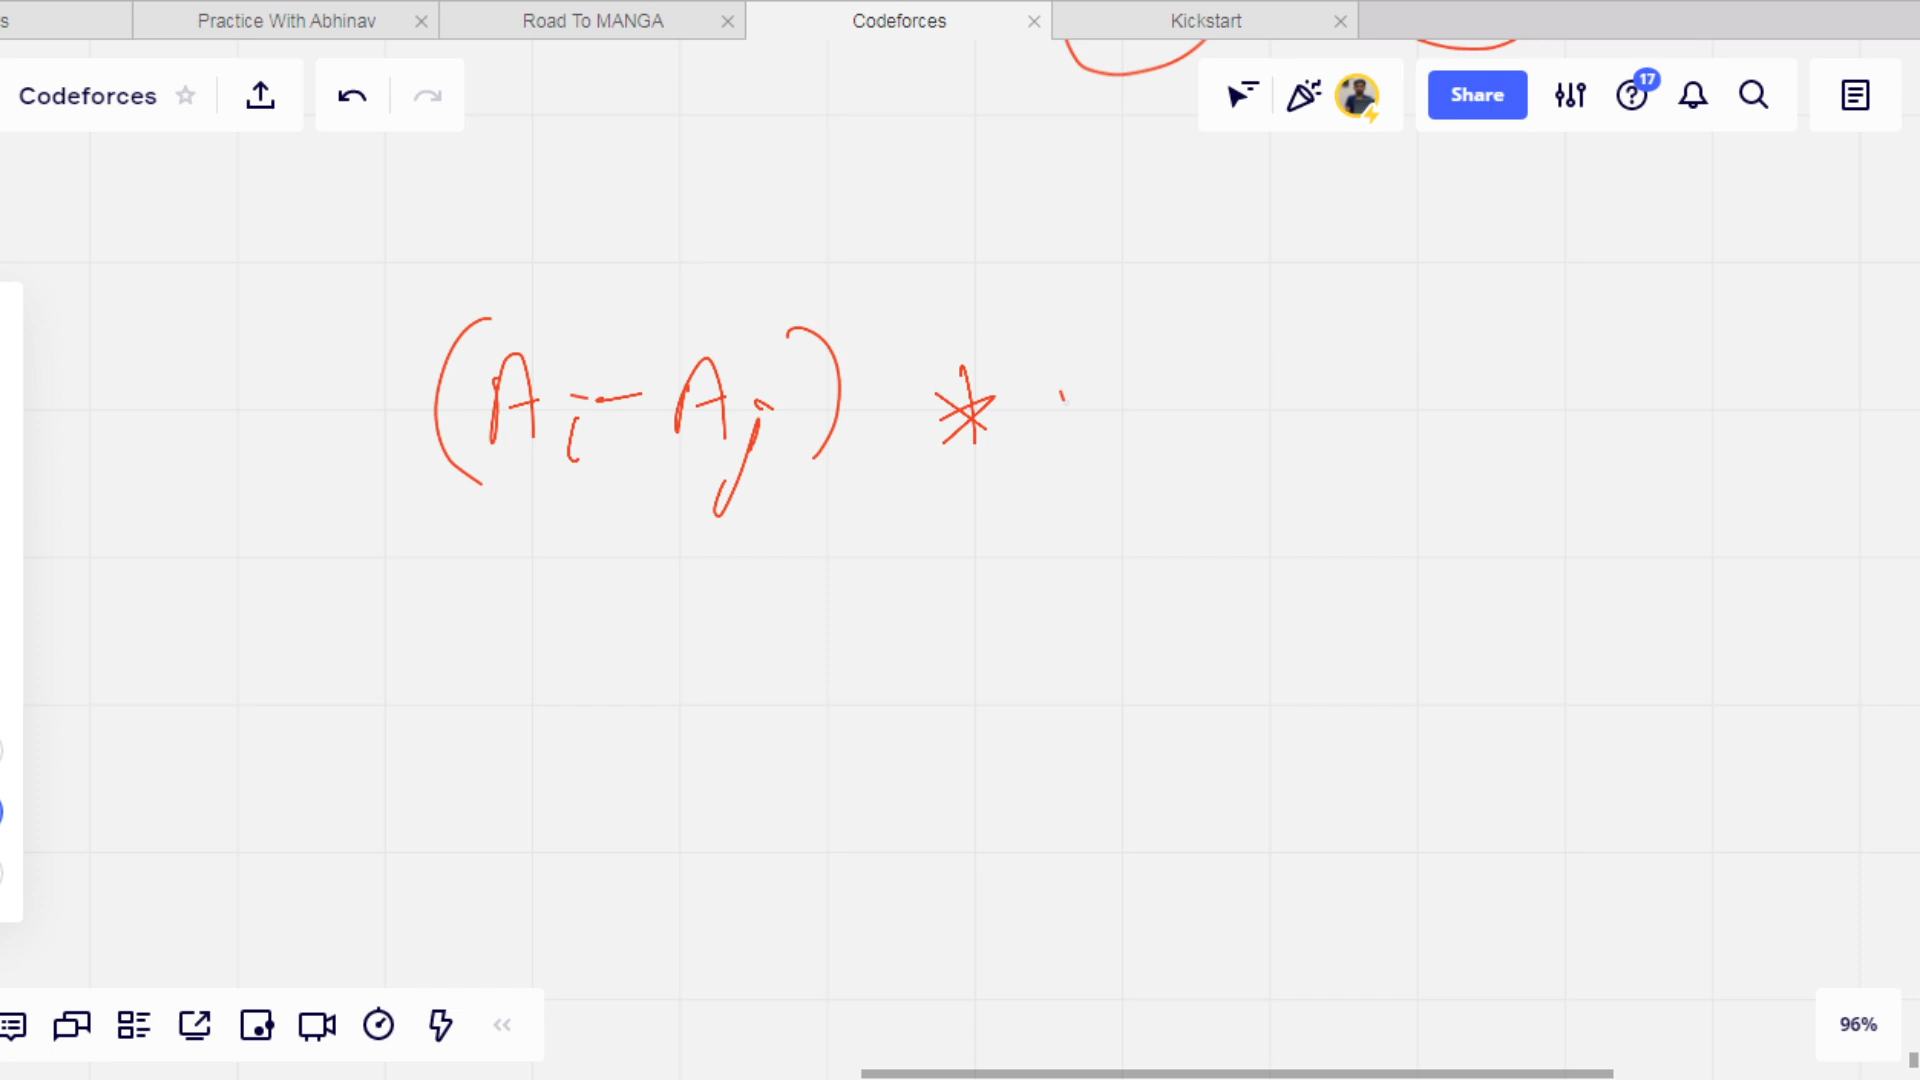 s Practice With Abhinav Road To MANGA Codeforces Kickstart
Codeforces Share 17
(Ai - Aj) *
96%